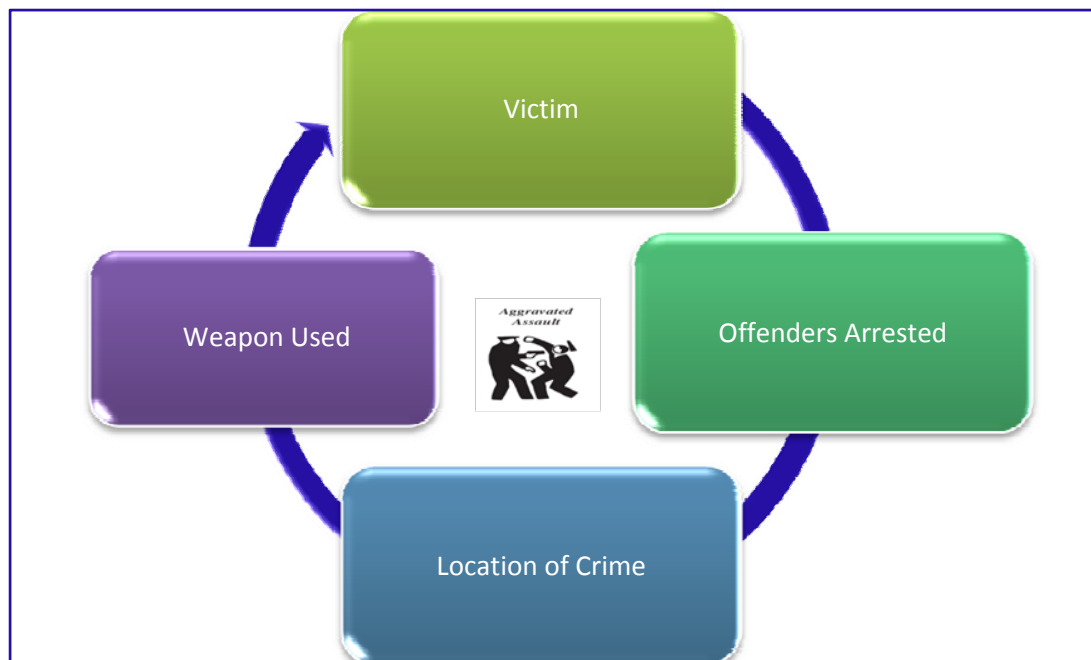 Victim
Weapon Used
Aggravated
Assault
Offenders Arrested
Location of Crime